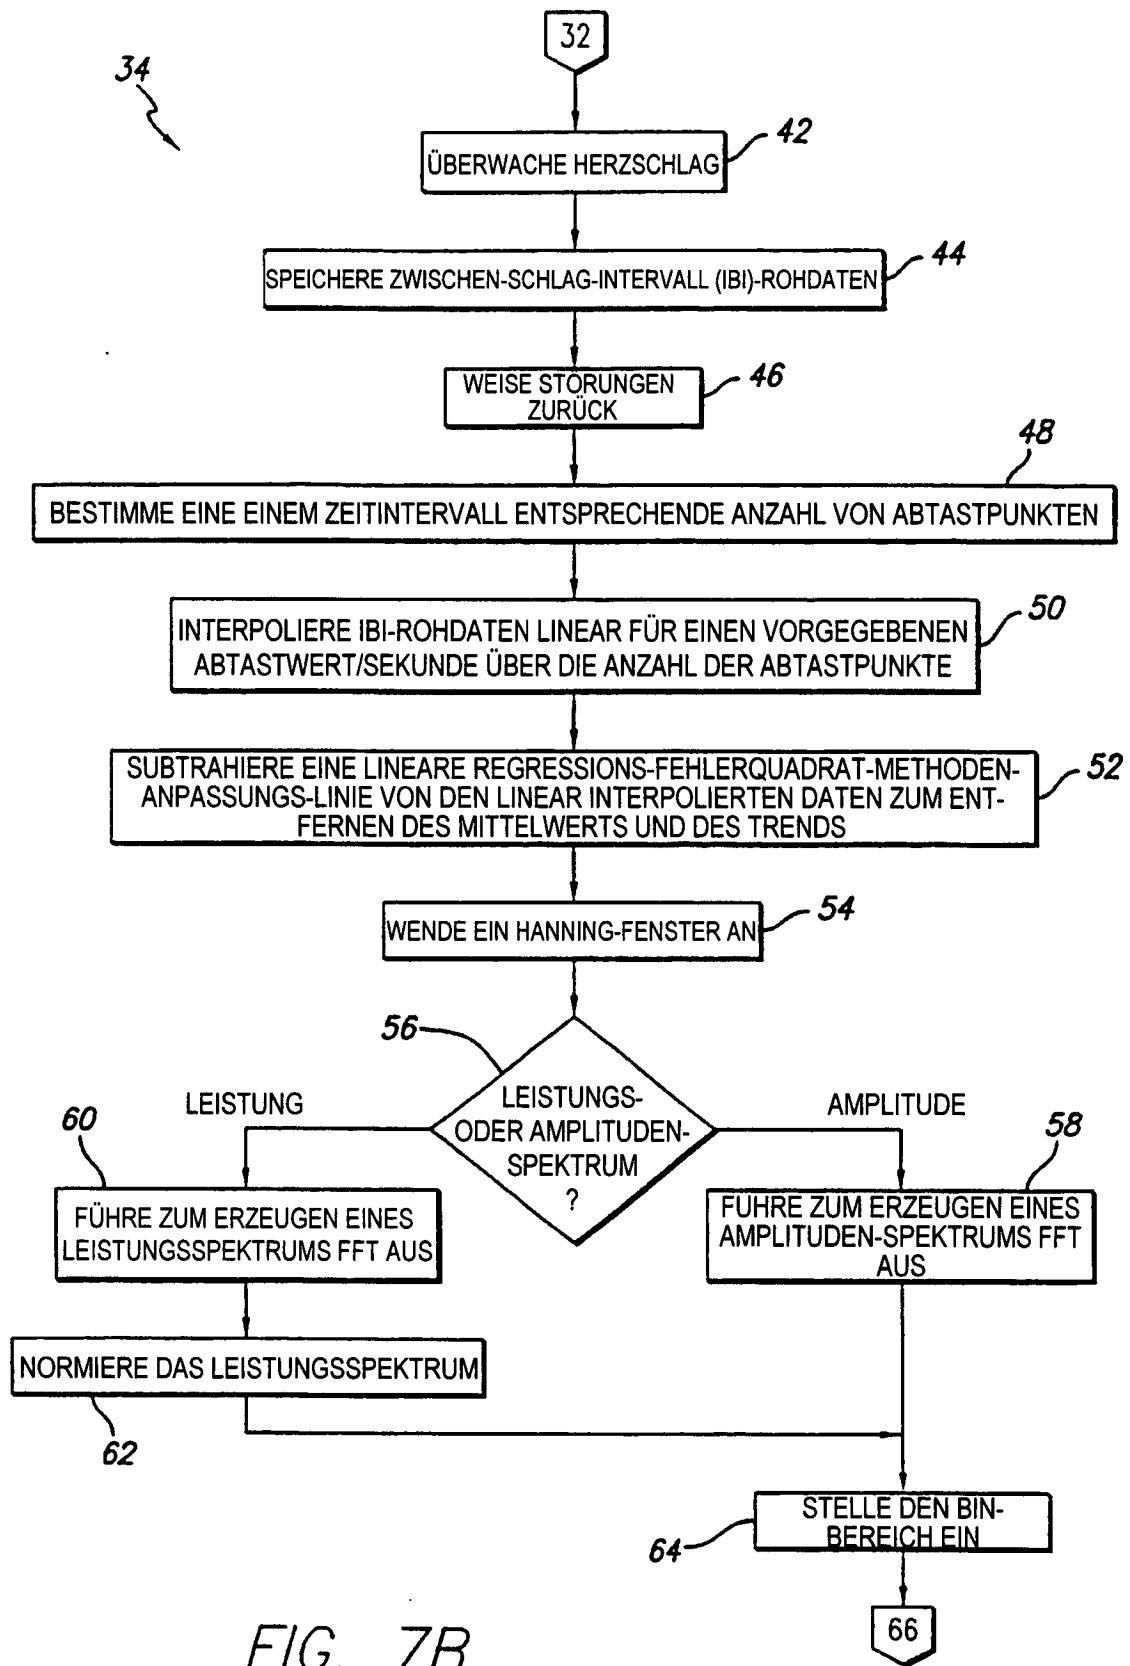 32
34
42
ÜBERWACHE HERZSCHLAG
44
SPEICHERE ZWISCHEN-SCHLAG-INTERVALL (IBI)-ROHDATEN
46
WEISE STÖRUNGEN
ZURÜCK
48
BESTIMME EINE EINEM ZEITINTERVALL ENTSPRECHENDE ANZAHL VON ABTASTPUNKTEN
50
INTERPOLIERE IBI-ROHDATEN LINEAR FÜR EINEN VORGEGEBENEN
ABTASTWERT/SEKUNDE ÜBER DIE ANZAHL DER ABTASTPUNKTE
52
SUBTRAHIERE EINE LINEARE REGRESSIONS-FEHLERQUADRAT-METHODEN-
ANPASSUNGS-LINIE VON DEN LINEAR INTERPOLIERTEN DATEN ZUM ENT-
FERNEN DES MITTELWERTS UND DES TRENDS
54
WENDE EIN HANNING-FENSTER AN
56
LEISTUNGS-
ODER AMPLITUDEN-
SPEKTRUM
?
LEISTUNG
AMPLITUDE
60
FÜHRE ZUM ERZEUGEN EINES
LEISTUNGSSPEKTRUMS FFT AUS
58
FÜHRE ZUM ERZEUGEN EINES
AMPLITUDEN-SPEKTRUMS FFT
AUS
NORMIERE DAS LEISTUNGSSPEKTRUM
62
STELLE DEN BIN-
BEREICH EIN
64
66
FIG. 7B